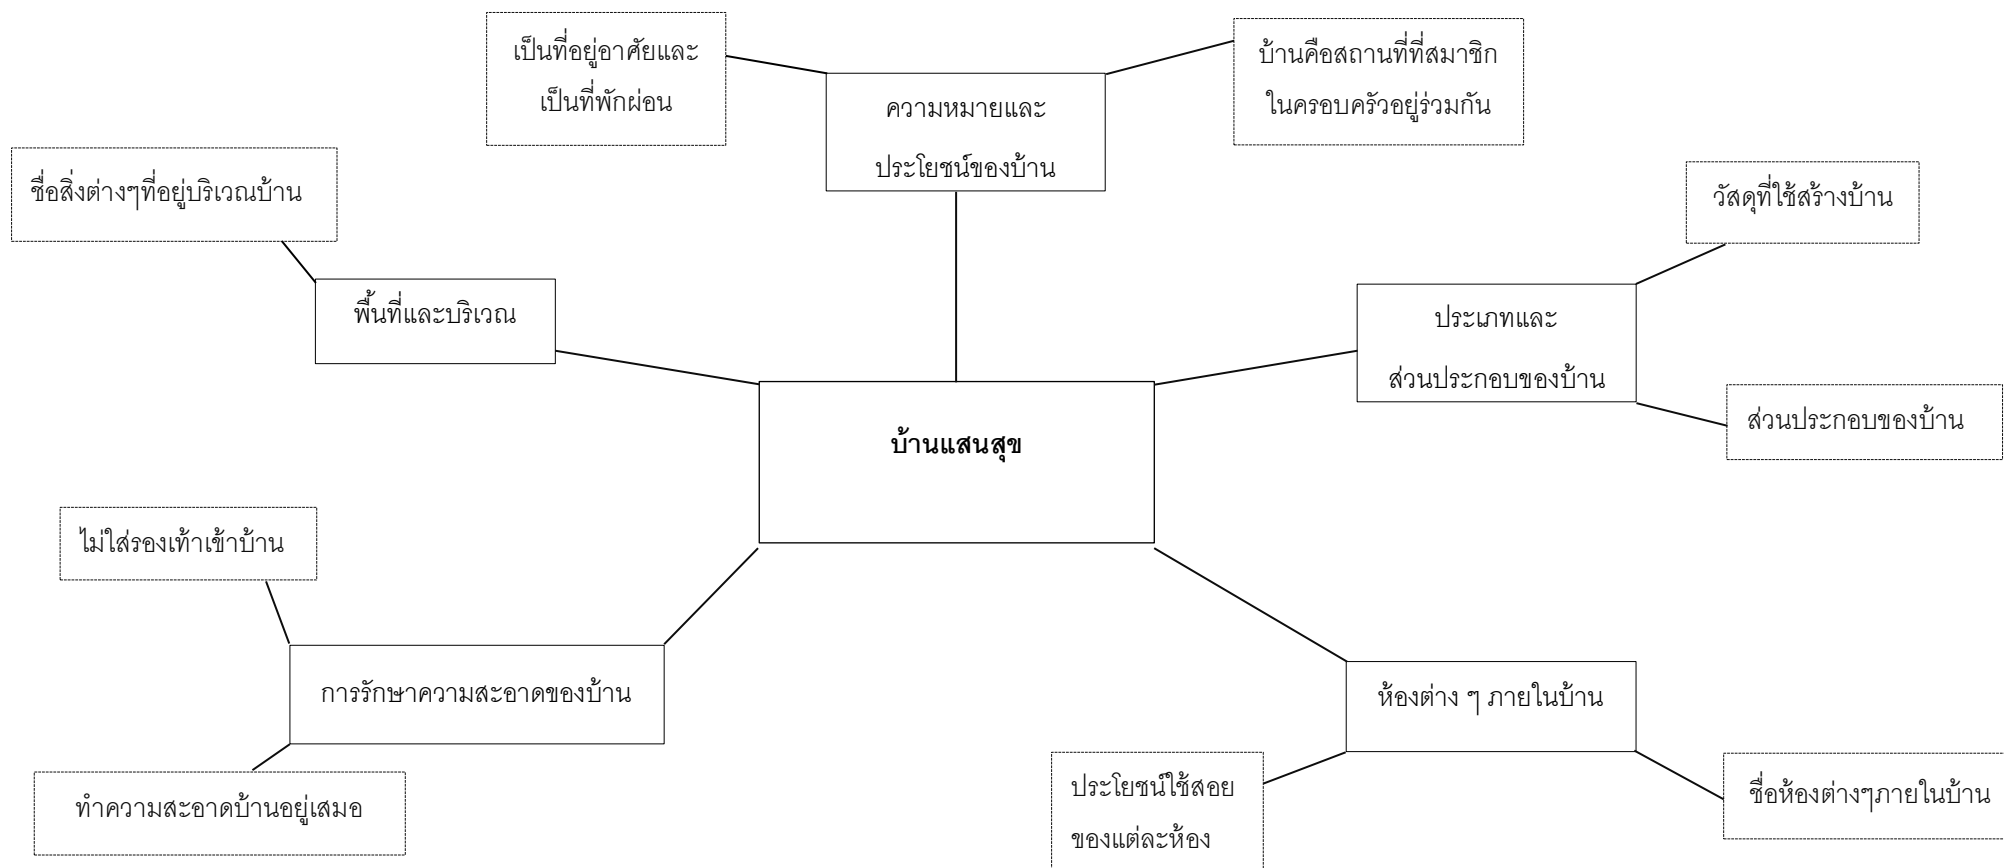 เป็นที่อยู่อาศัยและ
เป็นที่พักผ่อน
ความหมายและ
ประโยชน์ของบ้าน
บ้านคือสถานที่ที่สมาชิก
ในครอบครัวอยู่ร่วมกัน
ชื่อสิ่งต่างๆที่อยู่บริเวณบ้าน
พื้นที่และบริเวณ
วัสดุที่ใช้สร้างบ้าน
ประเภทและ
ส่วนประกอบของบ้าน
ส่วนประกอบของบ้าน
บ้านแสนสุข
ไม่ใส่รองเท้าเข้าบ้าน
การรักษาความสะอาดของบ้าน
ทำความสะอาดบ้านอยู่เสมอ
ห้องต่าง ๆ ภายในบ้าน
ประโยชน์ใช้สอย
ของแต่ละห้อง
ชื่อห้องต่างๆภายในบ้าน